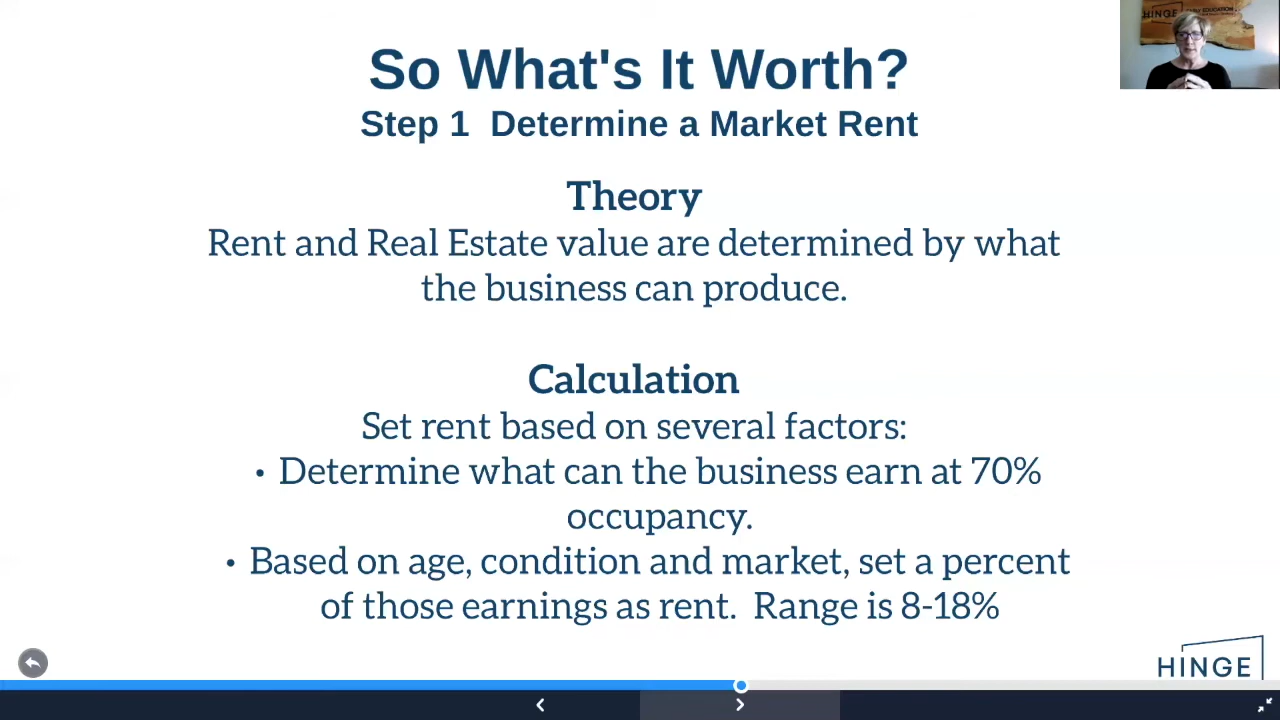 So What's It Worth?
Step 1 Determine a Market Rent
Theory
Rent and Real Estate value are determined by what
the business can produce.
Calculation
Set rent based on several factors:
• Determine what can the business earn at 70%
occupancy.
• Based on age, condition and market, set a percent
of those earnings as rent. Range is 8-18%
HINGE
HINGE